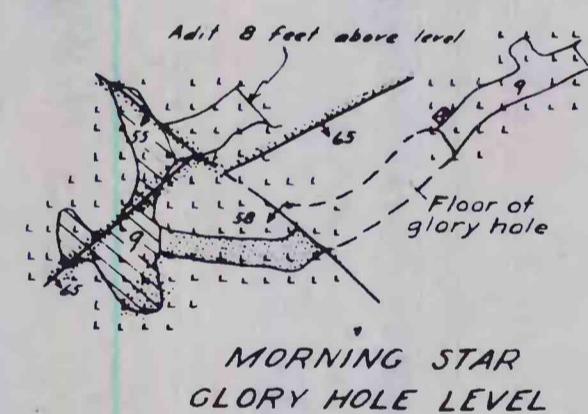 Adit 8 feet above level
55
65
9
58
Floor of
glory hole
9
65
MORNING STAR
GLORY HOLE LEVEL